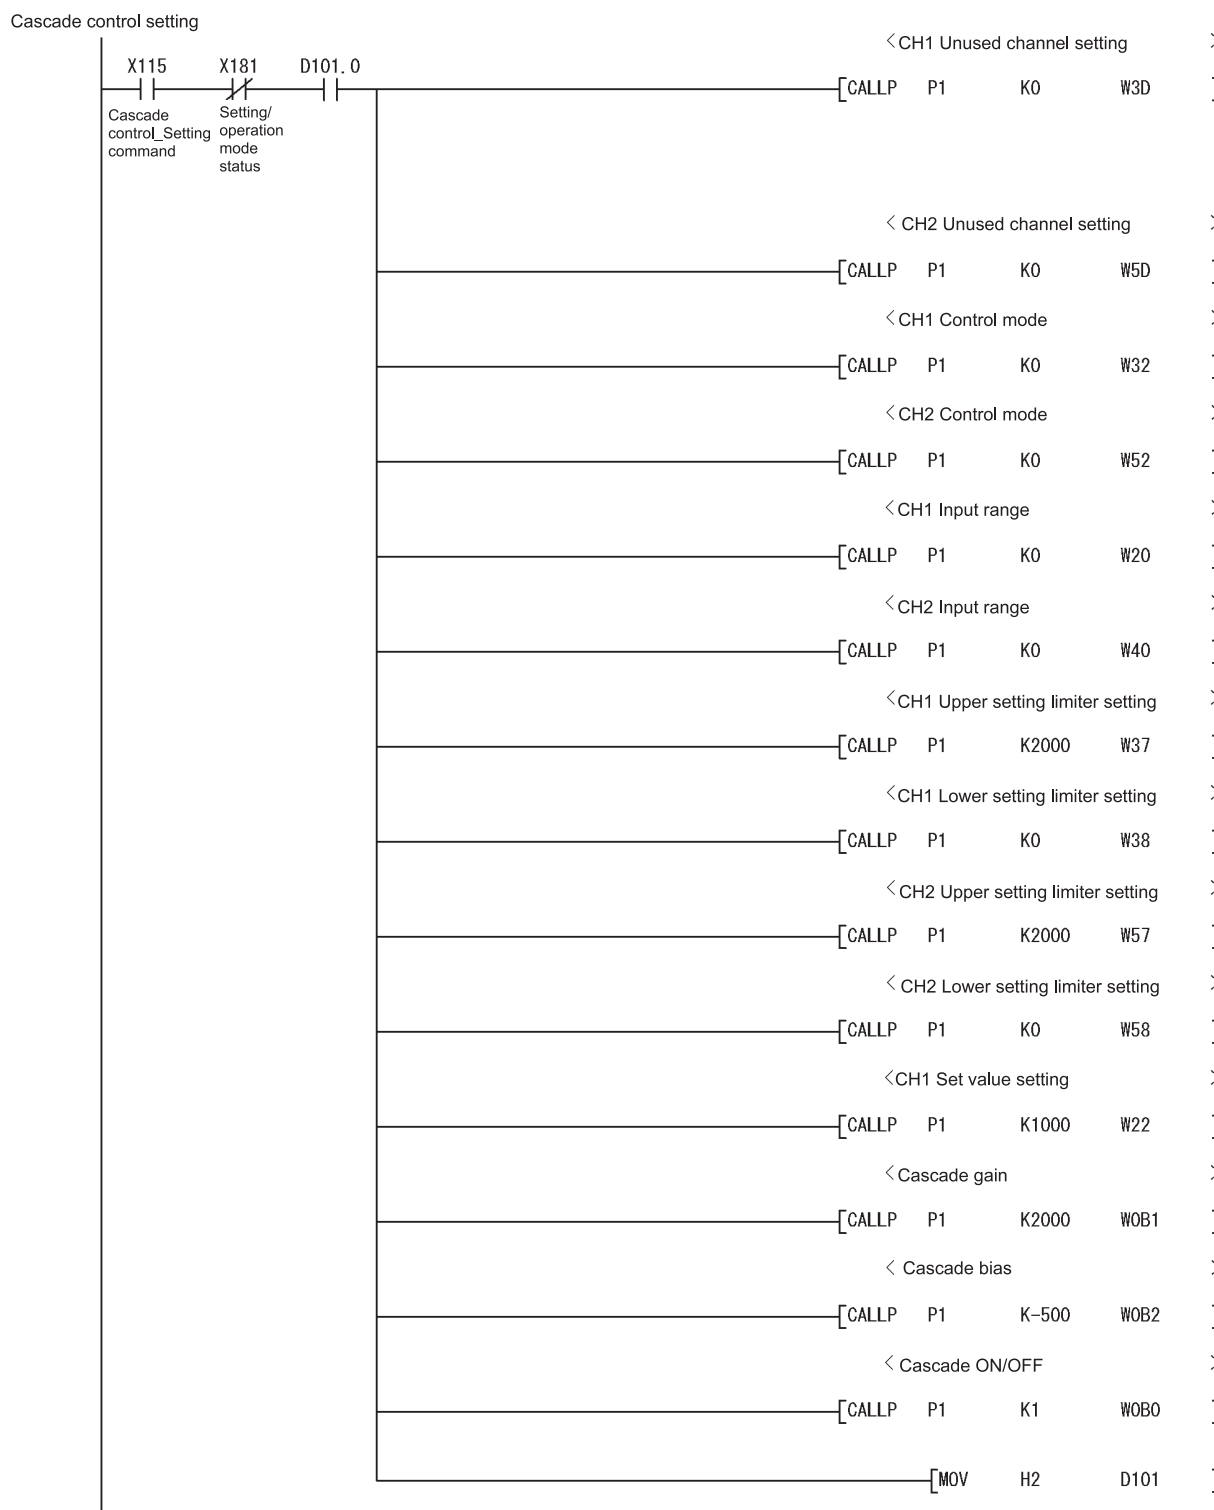 Cascade control setting
<CH1 Unused channel setting >
X115 X181 D101.0
[CALLP P1 K0 W3D ]
Cascade
control_Setting
command
Setting/
operation
mode
status
< CH2 Unused channel setting >
[CALLP P1 K0 W5D ]
<CH1 Control mode >
[CALLP P1 K0 W32 ]
<CH2 Control mode >
[CALLP P1 K0 W52 ]
<CH1 Input range >
[CALLP P1 K0 W20 ]
<CH2 Input range >
[CALLP P1 K0 W40 ]
<CH1 Upper setting limiter setting >
[CALLP P1 K2000 W37 ]
<CH1 Lower setting limiter setting >
[CALLP P1 K0 W38 ]
<CH2 Upper setting limiter setting >
[CALLP P1 K2000 W57 ]
< CH2 Lower setting limiter setting >
[CALLP P1 K0 W58 ]
<CH1 Set value setting >
[CALLP P1 K1000 W22 ]
<Cascade gain >
[CALLP P1 K2000 W0B1 ]
< Cascade bias >
[CALLP P1 K-500 W0B2 ]
< Cascade ON/OFF >
[CALLP P1 K1 W0B0 ]
[MOV H2 D101 ]